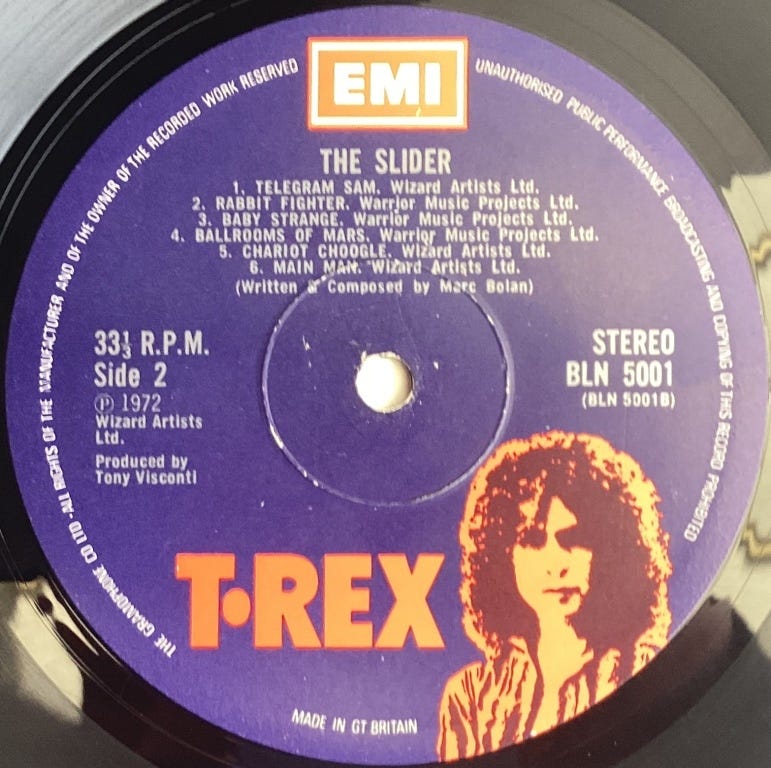 EMI
THE GRAMOPHONE CO LTD-ALL RIGHTS OF THE MANUFACTURER AND OF THE OWNER OF THE RECORDED WORK RESERVED
UNAUTHORISED PUBLIC PERFORMANCE BROADCASTING AND COPYING OF THIS RECORD PROHIBITED
THE SLIDER
1. TELEGRAM SAM. Wizard Artists Ltd.
2. RABBIT FIGHTER. Warrior Music Projects Ltd.
3. BABY STRANGE. Warrior Music Projects Ltd.
4. BALLROOMS OF MARS. Warrior Music Projects Ltd.
5. CHARIOT CHOOGLE. Wizard Artists Ltd.
6. MAIN MAN. Wizard Artists Ltd.
(Written & Composed by Marc Bolan)
33⅓ R.P.M.
Side 2
Ⓟ 1972
Wizard Artists
Ltd.
Produced by
Tony Visconti
STEREO
BLN 5001
(BLN 5001B)
T·REX
MADE IN GT BRITAIN